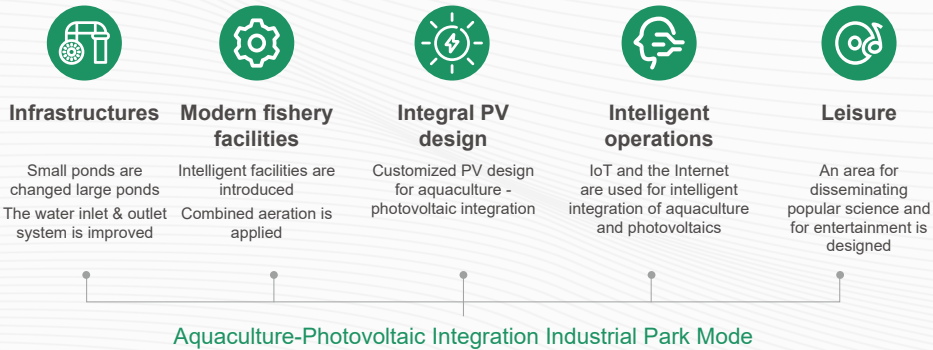 Infrastructures
Small ponds are
changed large ponds
The water inlet & outlet
system is improved
Modern fishery
facilities
Intelligent facilities are
introduced
Combined aeration is
applied
Integral PV
design
Customized PV design
for aquaculture -
photovoltaic integration
Intelligent
operations
IoT and the Internet
are used for intelligent
integration of aquaculture
and photovoltaics
Leisure
An area for
disseminating
popular science and
for entertainment is
designed
Aquaculture-Photovoltaic Integration Industrial Park Mode